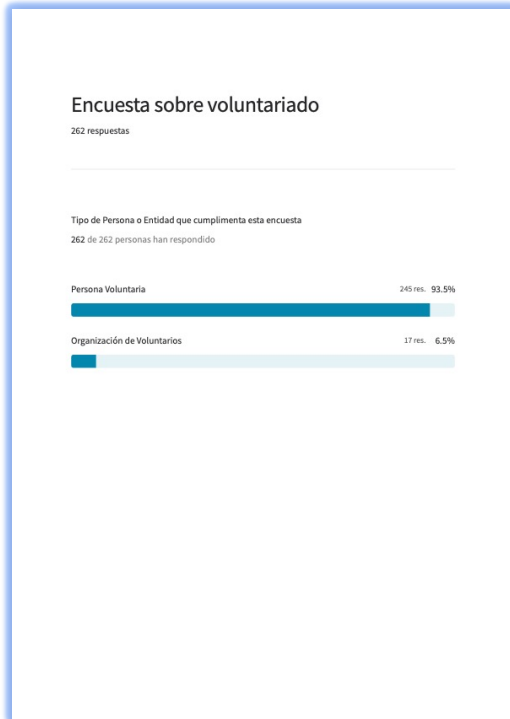 Encuesta sobre voluntariado
262 respuestas
Tipo de Persona o Entidad que cumplimenta esta encuesta
262 de 262 personas han respondido
Persona Voluntaria 245 res. 93.5%
Organización de Voluntarios 17 res. 6.5%